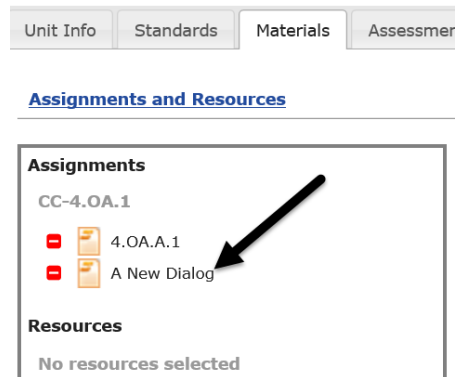 Unit Info Standards Materials Assessmer
Assignments and Resources
Assignments
CC-4.OA.1
4.OA.A.1
A New Dialog
Resources
No resources selected